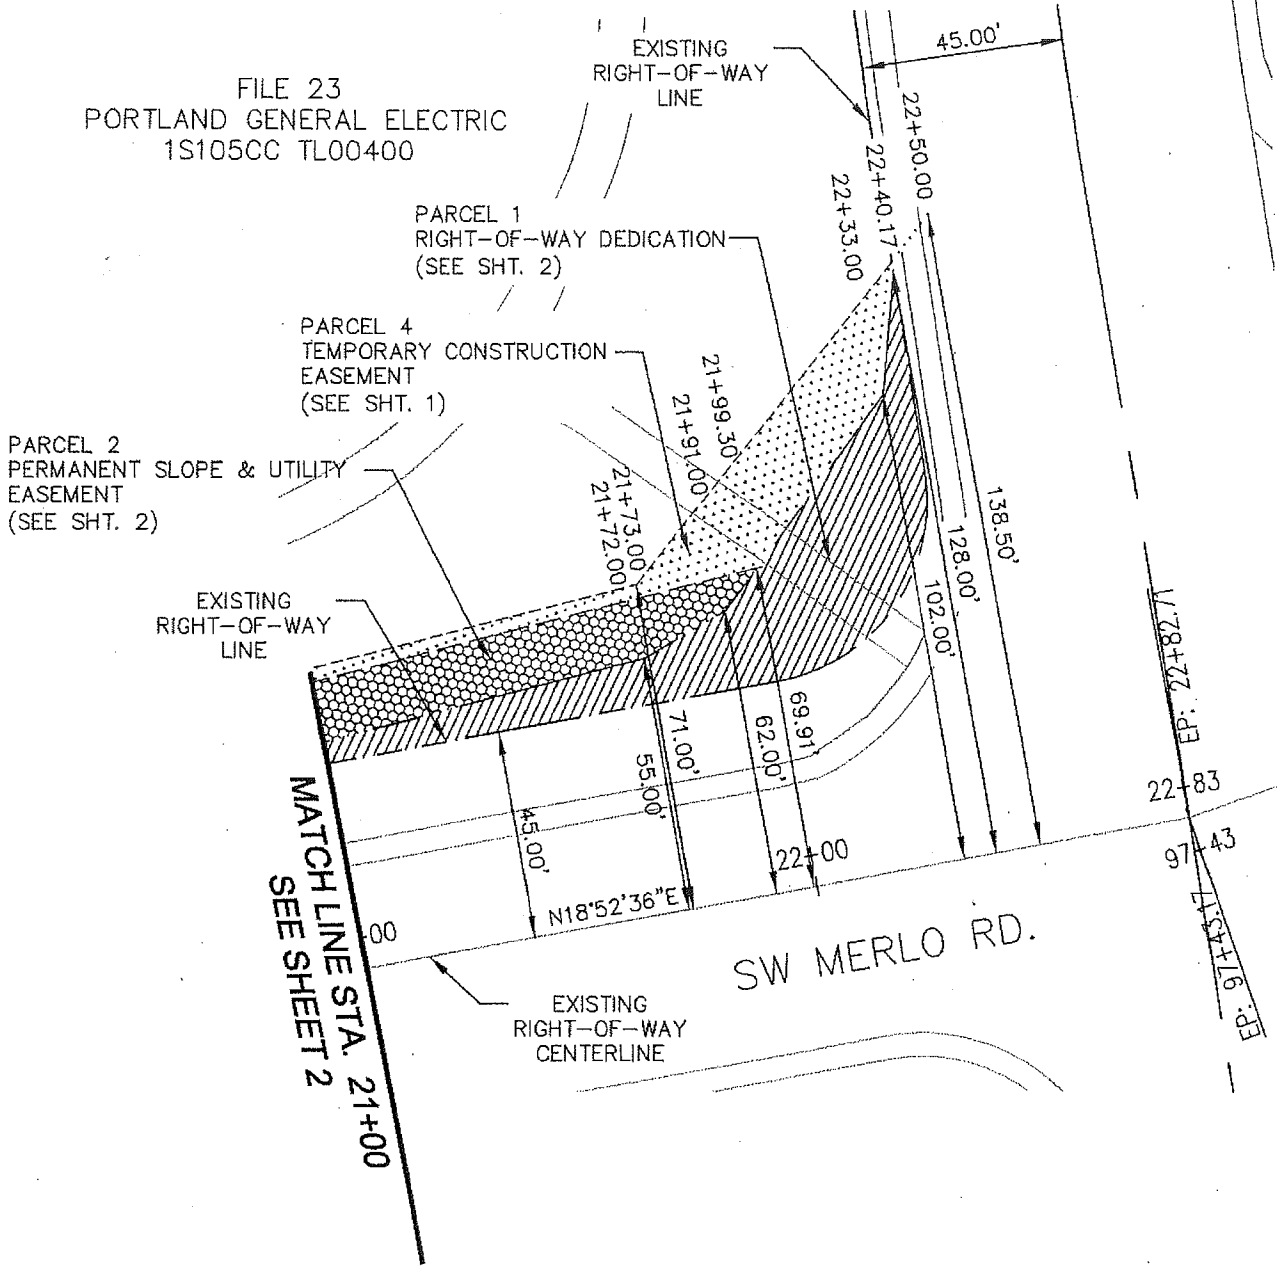 FILE 23
PORTLAND GENERAL ELECTRIC
1S105CC TL00400
EXISTING
RIGHT-OF-WAY
LINE
45.00'
22+50.00
22+40.17
22+33.00
PARCEL 1
RIGHT-OF-WAY DEDICATION
(SEE SHT. 2)
PARCEL 4
TEMPORARY CONSTRUCTION
EASEMENT
(SEE SHT. 1)
21+99.30
21+91.00
PARCEL 2
PERMANENT SLOPE & UTILITY
EASEMENT
(SEE SHT. 2)
21+73.00
21+72.00
EXISTING
RIGHT-OF-WAY
LINE
138.50'
128.00'
102.00'
69.91'
62.00'
71.00'
55.00'
45.00'
EP: 22+82.71
22+83
97+43
EP: 97+43.17
22+00
N18°52'36"E
+00
SW MERLO RD.
EXISTING
RIGHT-OF-WAY
CENTERLINE
MATCH LINE STA. 21+00
SEE SHEET 2